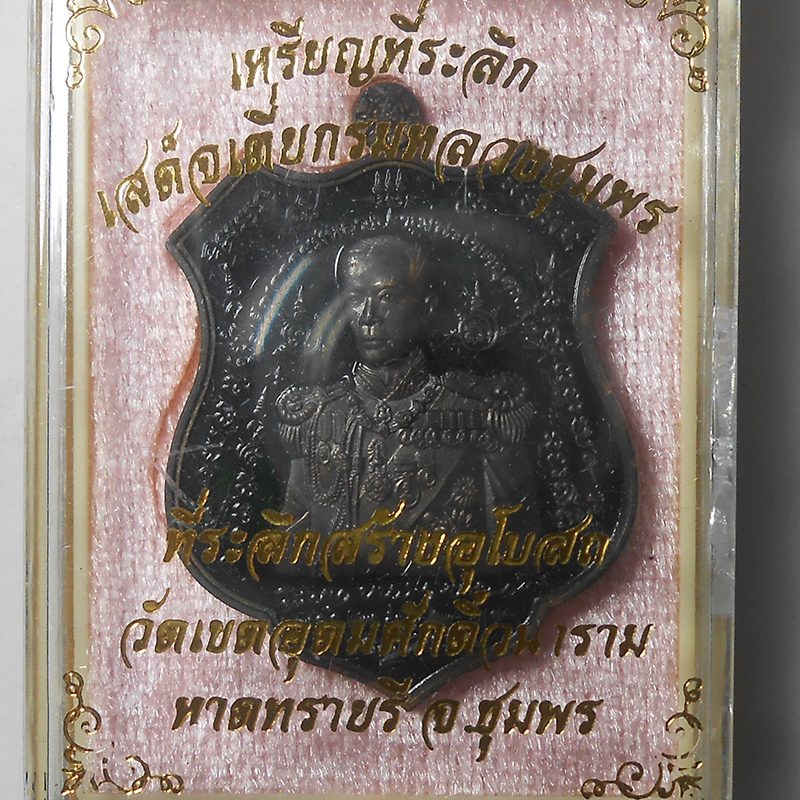 เหรียญที่ระลึก
เสด็จเตี่ยกรมหลวงชุมพร
ที่ระลึกสร้างอุโบสถ
วัดเขตอุดมศักดิ์วนาราม
หาดทรายรี จ.ชุมพร